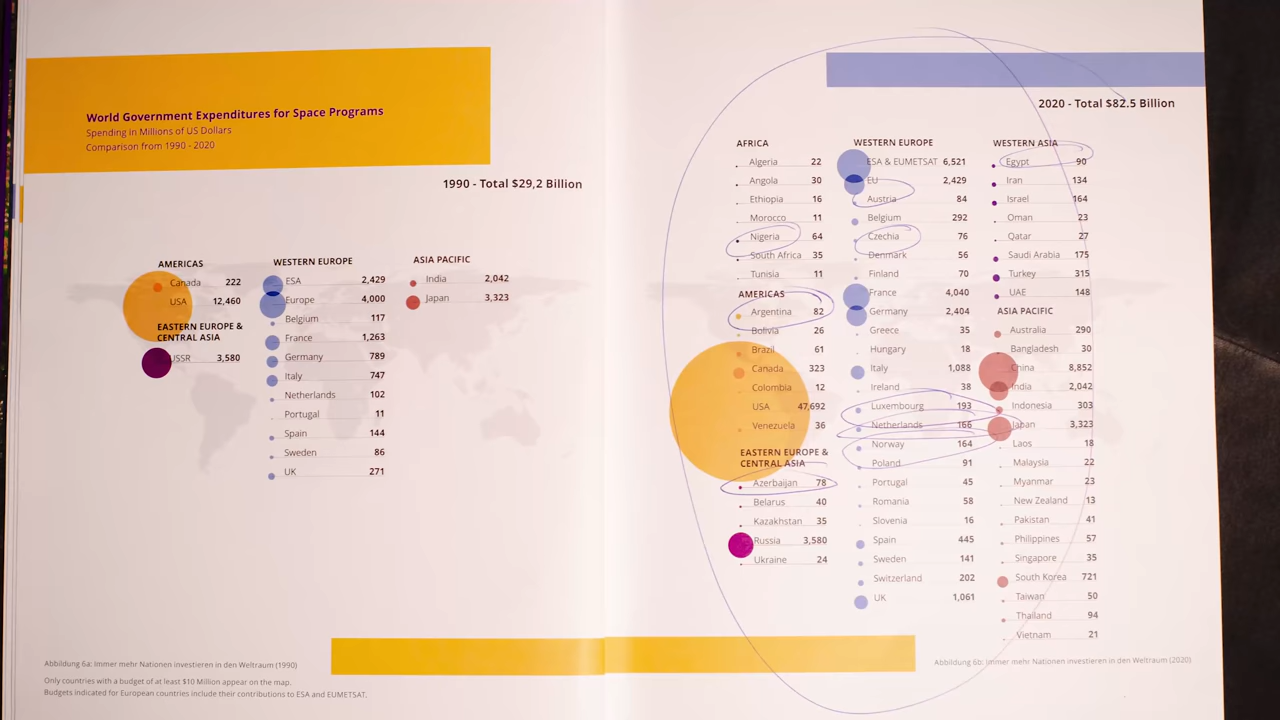 World Government Expenditures for Space Programs
Spending in Millions of US Dollars
Comparison from 1990 - 2020
1990 - Total $29,2 Billion
AMERICAS
Canada 222
USA 12,460
EASTERN EUROPE &
CENTRAL ASIA
USSR 3,580
WESTERN EUROPE
ESA 2,429
Europe 4,000
Belgium 117
France 1,263
Germany 789
Italy 747
Netherlands 102
Portugal 11
Spain 144
Sweden 86
UK 271
ASIA PACIFIC
India 2,042
Japan 3,323
Abbildung 6a: Immer mehr Nationen investieren in den Weltraum (1990)
Only countries with a budget of at least $10 Million appear on the map.
Budgets indicated for European countries include their contributions to ESA and EUMETSAT.
2020 - Total $82.5 Billion
AFRICA
Algeria 22
Angola 30
Ethiopia 16
Morocco 11
Nigeria 64
South Africa 35
Tunisia 11
AMERICAS
Argentina 82
Bolivia 26
Brazil 61
Canada 323
Colombia 12
USA 47,692
Venezuela 36
EASTERN EUROPE &
CENTRAL ASIA
Azerbaijan 78
Belarus 40
Kazakhstan 35
Russia 3,580
Ukraine 24
WESTERN EUROPE
ESA & EUMETSAT 6,521
EU 2,429
Austria 84
Belgium 292
Czechia 76
Denmark 56
Finland 70
France 4,040
Germany 2,404
Greece 35
Hungary 18
Italy 1,088
Ireland 38
Luxembourg 193
Netherlands 166
Norway 164
Poland 91
Portugal 45
Romania 58
Slovenia 16
Spain 445
Sweden 141
Switzerland 202
UK 1,061
WESTERN ASIA
Egypt 90
Iran 134
Israel 164
Oman 23
Qatar 27
Saudi Arabia 175
Turkey 315
UAE 148
ASIA PACIFIC
Australia 290
Bangladesh 30
China 8,852
India 2,042
Indonesia 303
Japan 3,323
Laos 18
Malaysia 22
Myanmar 23
New Zealand 13
Pakistan 41
Philippines 57
Singapore 35
South Korea 721
Taiwan 50
Thailand 94
Vietnam 21
Abbildung 6b: Immer mehr Nationen investieren in den Weltraum (2020)